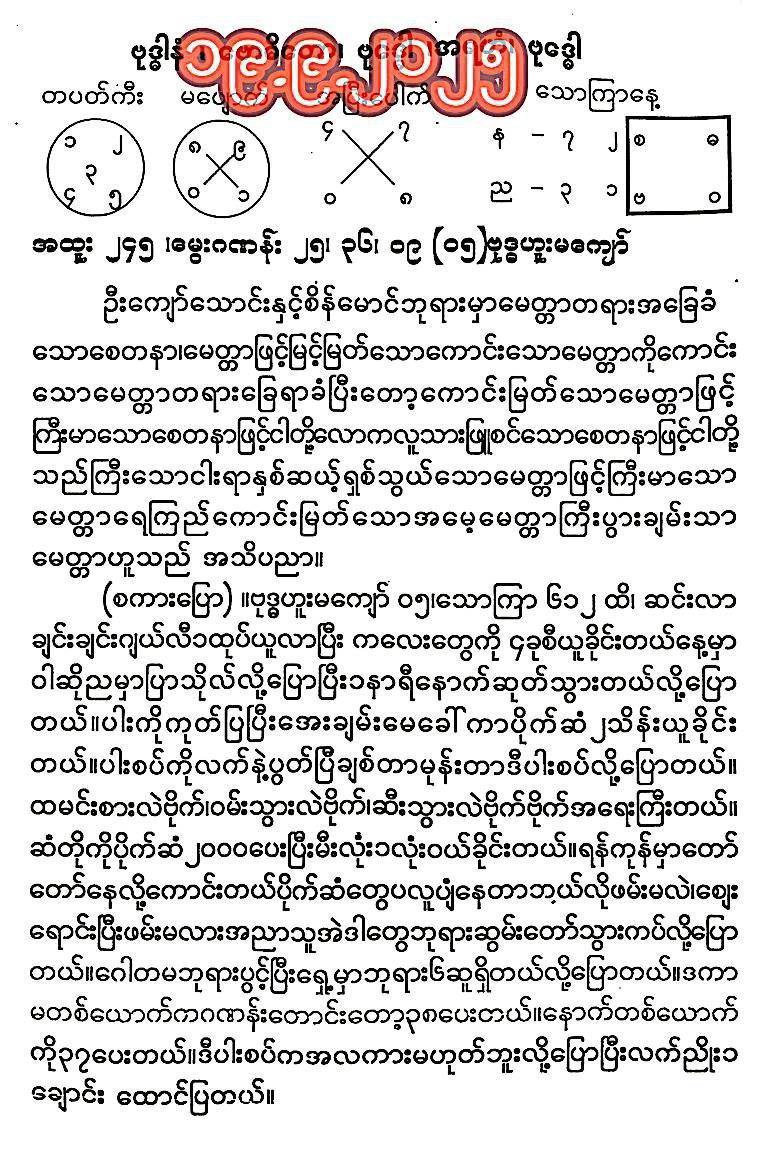 ဗုဒ္ဓါနံ ၊ ဗောဓိတော၊ ဗုဒ္ဓေါ ၊အရဟံ၊ ဗုဒ္ဓေါ
၁၉.၉.၂၀၂၅
တပတ်ကီး မပျောက် အပြီးပေါက် သောကြာနေ့
၁ ၂ ၈ ၉ ၄ ၇ န – ၇ ၂ စ ဓ
၃
၄ ၅ ၀ ၁ ၀ ၈ ည – ၃ ၁ ဗ ဝ
အထူး ၂၄၅ ၊မွေးဂဏန်း ၂၅၊ ၃၆၊ ၀၉ (၀၅)ဗုဒ္ဓဟူးမကျော်
ဦးကျော်သောင်းနှင့်စိန်မောင်ဘုရားမှာမေတ္တာတရားအခြေခံ
သောစေတနာ၊မေတ္တာဖြင့်မြင့်မြတ်သောကောင်းသောမေတ္တာကိုကောင်း
သောမေတ္တာတရားခြေရာခံပြီးတော့ကောင်းမြတ်သောမေတ္တာဖြင့်
ကြီးမာသောစေတနာဖြင့်ငါတို့လောကလူသားဖြူစင်သောစေတနာဖြင့်ငါတို့
သည်ကြီးသောငါးရာနှစ်ဆယ့်ရှစ်သွယ်သောမေတ္တာဖြင့်ကြီးမာသော
မေတ္တာရေကြည်ကောင်းမြတ်သောအမေ့မေတ္တာကြီးပွားချမ်းသာ
မေတ္တာဟူသည် အသိပညာ။
(စကားပြော) ။ဗုဒ္ဓဟူးမကျော် ၀၅၊သောကြာ ၆၁၂ ထိ၊ ဆင်းလာ
ချင်းချင်းဂျယ်လီ၁ထုပ်ယူလာပြီး ကလေးတွေကို ၄ခုစီယူခိုင်းတယ်နေ့မှာ
ဝါဆိုညမှာပြာသိုလ်လို့ပြောပြီး၁နာရီနောက်ဆုတ်သွားတယ်လို့ပြော
တယ်။ပါးကိုကုတ်ပြပြီးအေးချမ်းမေခေါ် ကာပိုက်ဆံ၂သိန်းယူခိုင်း
တယ်။ပါးစပ်ကိုလက်နဲ့ပွတ်ပြီချစ်တာမုန်းတာဒီပါးစပ်လို့ပြောတယ်။
ထမင်းစားလဲဗိုက်၊ဝမ်းသွားလဲဗိုက်၊ဆီးသွားလဲဗိုက်ဗိုက်အရေးကြီးတယ်။
ဆံတိုကိုပိုက်ဆံ၂၀၀၀ပေးပြီးမီးလုံး၁လုံးဝယ်ခိုင်းတယ်။ရန်ကုန်မှာတော်
တော်နေလို့ကောင်းတယ်ပိုက်ဆံတွေပလူပျံနေတာဘယ်လိုဖမ်းမလဲ၊ဈေး
ရောင်းပြီးဖမ်းမလားအညာသူအဲဒါတွေဘုရားဆွမ်းတော်သွားကပ်လို့ပြော
တယ်။ဂေါတမဘုရားပွင့်ပြီးရှေ့မှာဘုရား၆ဆူရှိတယ်လို့ပြောတယ်။ဒကာ
မတစ်ယောက်ကဂဏန်းတောင်းတော့၃၈ပေးတယ်။နောက်တစ်ယောက်
ကို၃၇ပေးတယ်။ဒီပါးစပ်ကအလကားမဟုတ်ဘူးလို့ပြောပြီးလက်ညှိုး၁
ချောင်း ထောင်ပြတယ်။